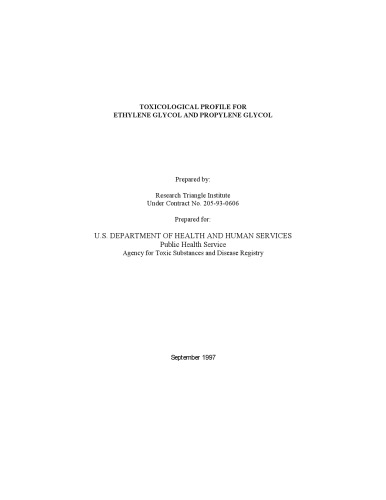 TOXICOLOGICAL PROFILE FOR
ETHYLENE GLYCOL AND PROPYLENE GLYCOL
Prepared by:
Research Triangle Institute
Under Contract No. 205-93-0606
Prepared for:
U.S. DEPARTMENT OF HEALTH AND HUMAN SERVICES
Public Health Service
Agency for Toxic Substances and Disease Registry
September 1997